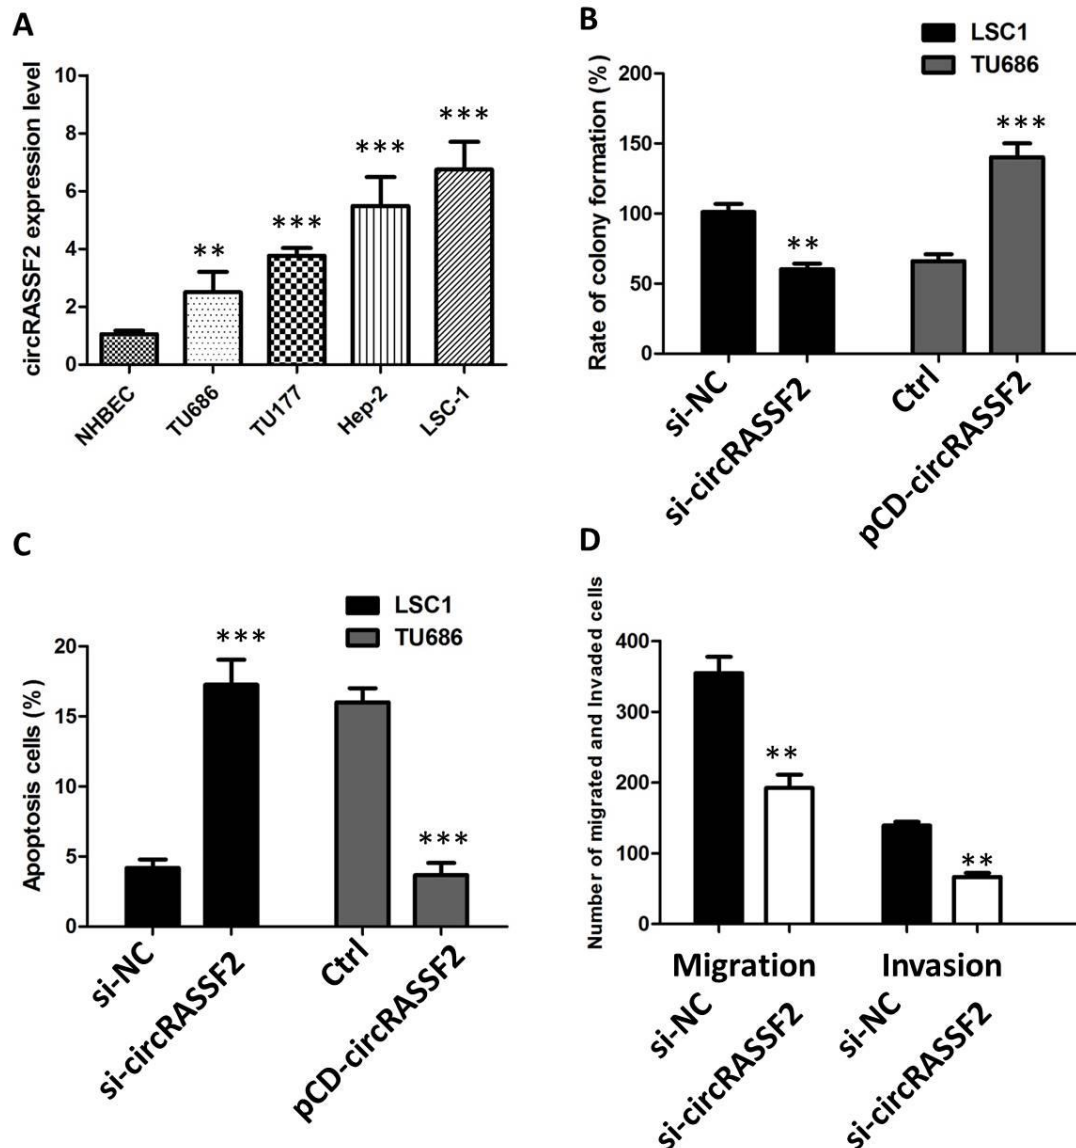 A
circRASSF2 expression level
10
8
6
4
2
0
**
***
***
***
NHBEC
TU686
TU177
Hep-2
LSC-1
B
LSC1
TU686
Rate of colony formation (%)
200
150
100
50
0
**
***
si-NC
si-circRASSF2
Ctrl
pCD-circRASSF2
C
LSC1
TU686
Apoptosis cells (%)
20
15
10
5
0
***
***
si-NC
si-circRASSF2
Ctrl
pCD-circRASSF2
D
Number of migrated and Invaded cells
400
300
200
100
0
**
**
Migration
Invasion
si-NC
si-circRASSF2
si-NC
si-circRASSF2